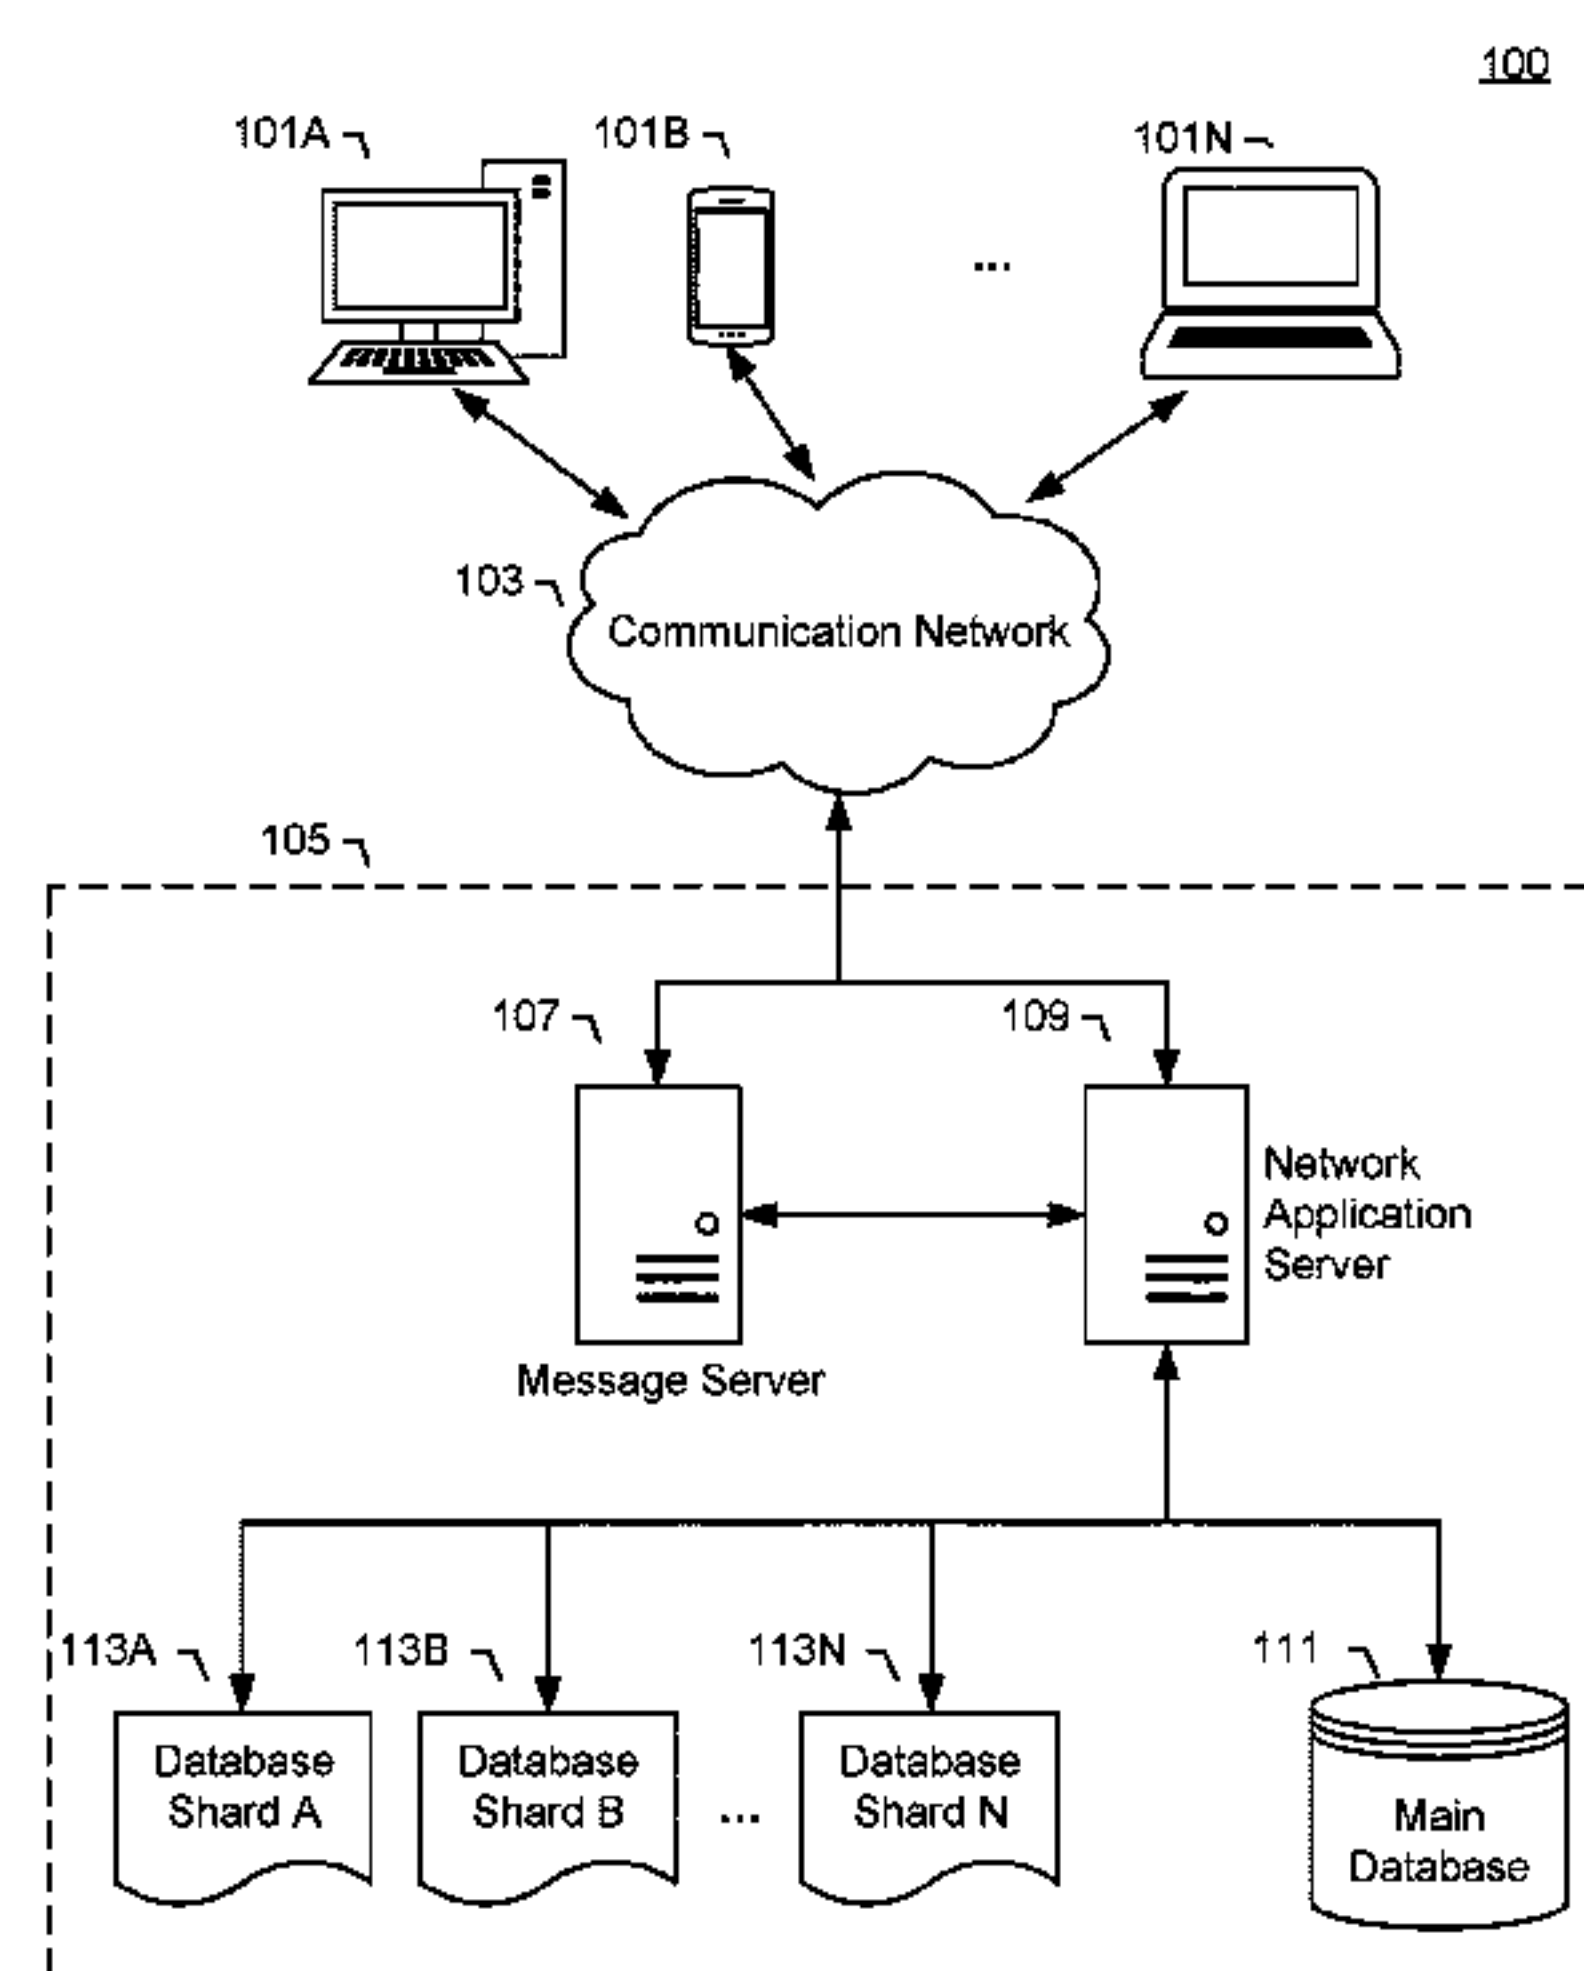 100
101A
101B
101N
...
103
Communication Network
105
107
109
Network
Application
Server
Message Server
113A
113B
113N
111
Database
Shard A
Database
Shard B
...
Database
Shard N
Main
Database